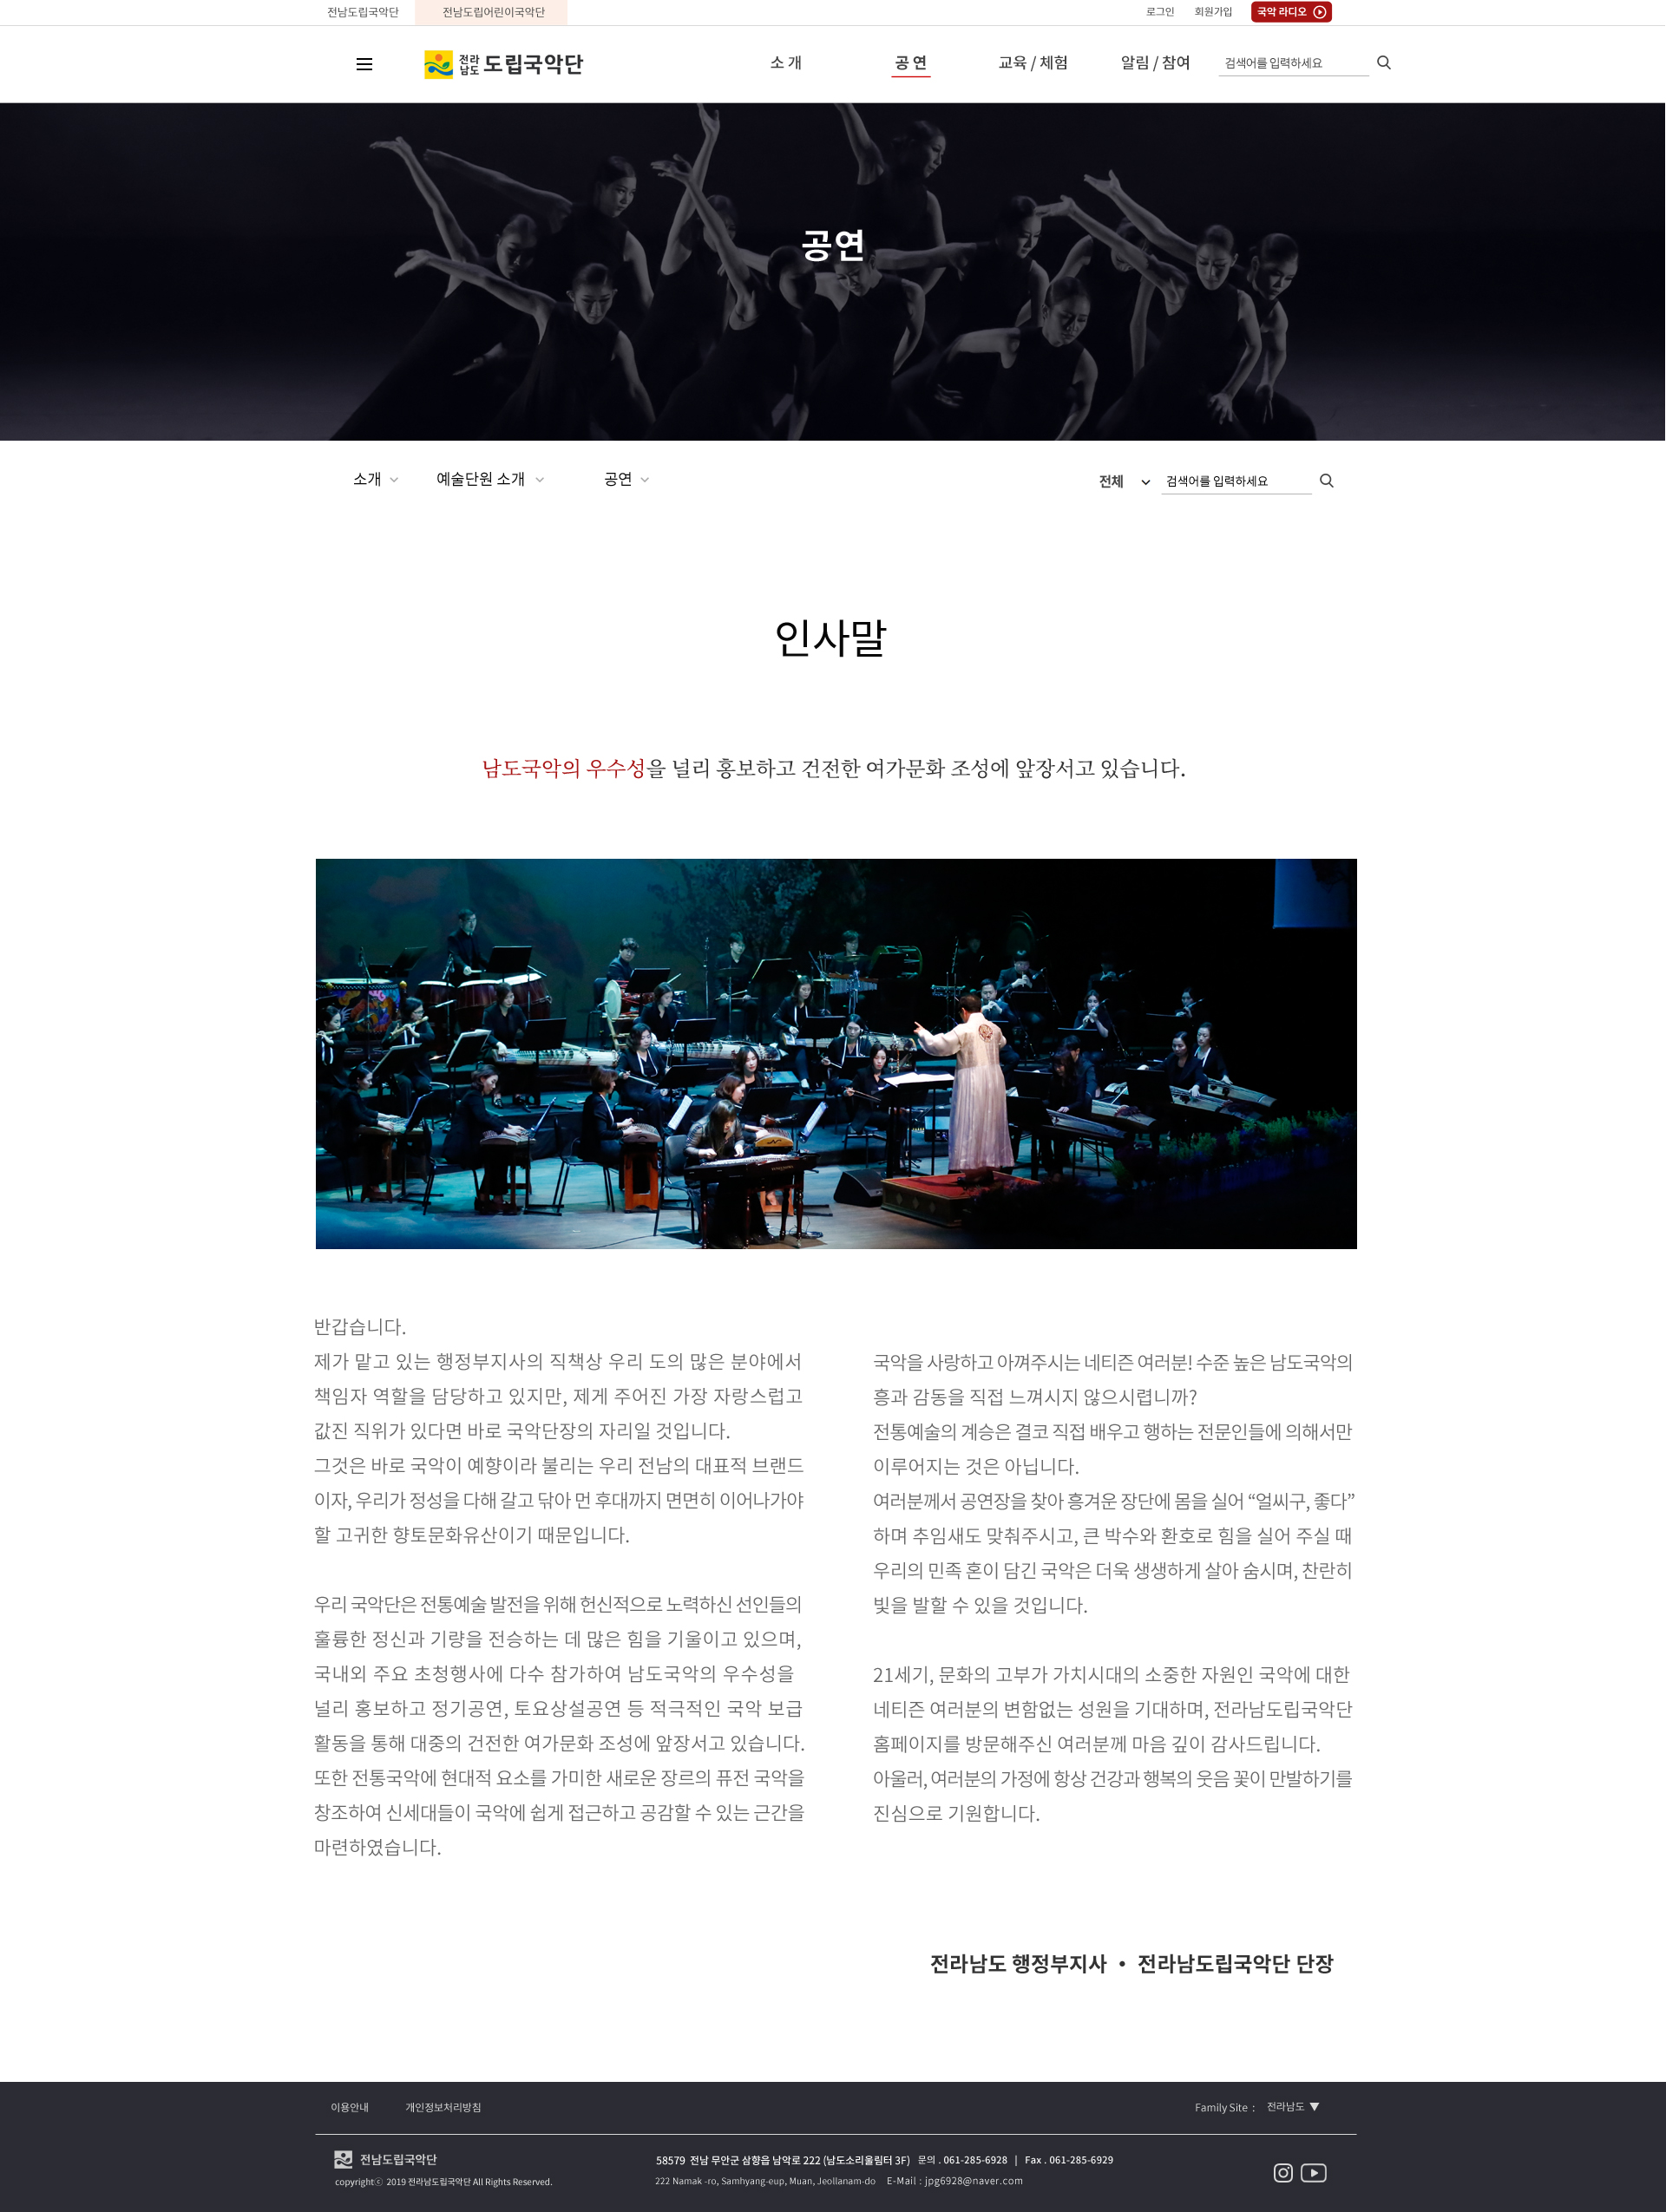 전남도립국악단 전남도립어린이국악단 로그인 회원가입 국악 라디오
전라남도 도립국악단 소 개 공 연 교육 / 체험 알림 / 참여 검색어를 입력하세요
공연
소개 예술단원 소개 공연 전체 검색어를 입력하세요
인사말
남도국악의 우수성을 널리 홍보하고 건전한 여가문화 조성에 앞장서고 있습니다.
반갑습니다.
제가 맡고 있는 행정부지사의 직책상 우리 도의 많은 분야에서
책임자 역할을 담당하고 있지만, 제게 주어진 가장 자랑스럽고
값진 직위가 있다면 바로 국악단장의 자리일 것입니다.
그것은 바로 국악이 예향이라 불리는 우리 전남의 대표적 브랜드
이자, 우리가 정성을 다해 갈고 닦아 먼 후대까지 면면히 이어나가야
할 고귀한 향토문화유산이기 때문입니다.
우리 국악단은 전통예술 발전을 위해 헌신적으로 노력하신 선인들의
훌륭한 정신과 기량을 전승하는 데 많은 힘을 기울이고 있으며,
국내외 주요 초청행사에 다수 참가하여 남도국악의 우수성을
널리 홍보하고 정기공연, 토요상설공연 등 적극적인 국악 보급
활동을 통해 대중의 건전한 여가문화 조성에 앞장서고 있습니다.
또한 전통국악에 현대적 요소를 가미한 새로운 장르의 퓨전 국악을
창조하여 신세대들이 국악에 쉽게 접근하고 공감할 수 있는 근간을
마련하였습니다.
국악을 사랑하고 아껴주시는 네티즌 여러분! 수준 높은 남도국악의
흥과 감동을 직접 느껴시지 않으시렵니까?
전통예술의 계승은 결코 직접 배우고 행하는 전문인들에 의해서만
이루어지는 것은 아닙니다.
여러분께서 공연장을 찾아 흥겨운 장단에 몸을 실어 “얼씨구, 좋다”
하며 추임새도 맞춰주시고, 큰 박수와 환호로 힘을 실어 주실 때
우리의 민족 혼이 담긴 국악은 더욱 생생하게 살아 숨시며, 찬란히
빛을 발할 수 있을 것입니다.
21세기, 문화의 고부가 가치시대의 소중한 자원인 국악에 대한
네티즌 여러분의 변함없는 성원을 기대하며, 전라남도립국악단
홈페이지를 방문해주신 여러분께 마음 깊이 감사드립니다.
아울러, 여러분의 가정에 항상 건강과 행복의 웃음 꽃이 만발하기를
진심으로 기원합니다.
전라남도 행정부지사 • 전라남도립국악단 단장
이용안내 개인정보처리방침 Family Site : 전라남도 ▼
전남도립국악단 58579 전남 무안군 삼향읍 남악로 222 (남도소리울림터 3F) 문의 . 061-285-6928 | Fax . 061-285-6929
copyrightⓒ 2019 전라남도립국악단 All Rights Reserved. 222 Namak -ro, Samhyang-eup, Muan, Jeollanam-do E-Mail : jpg6928@naver.com